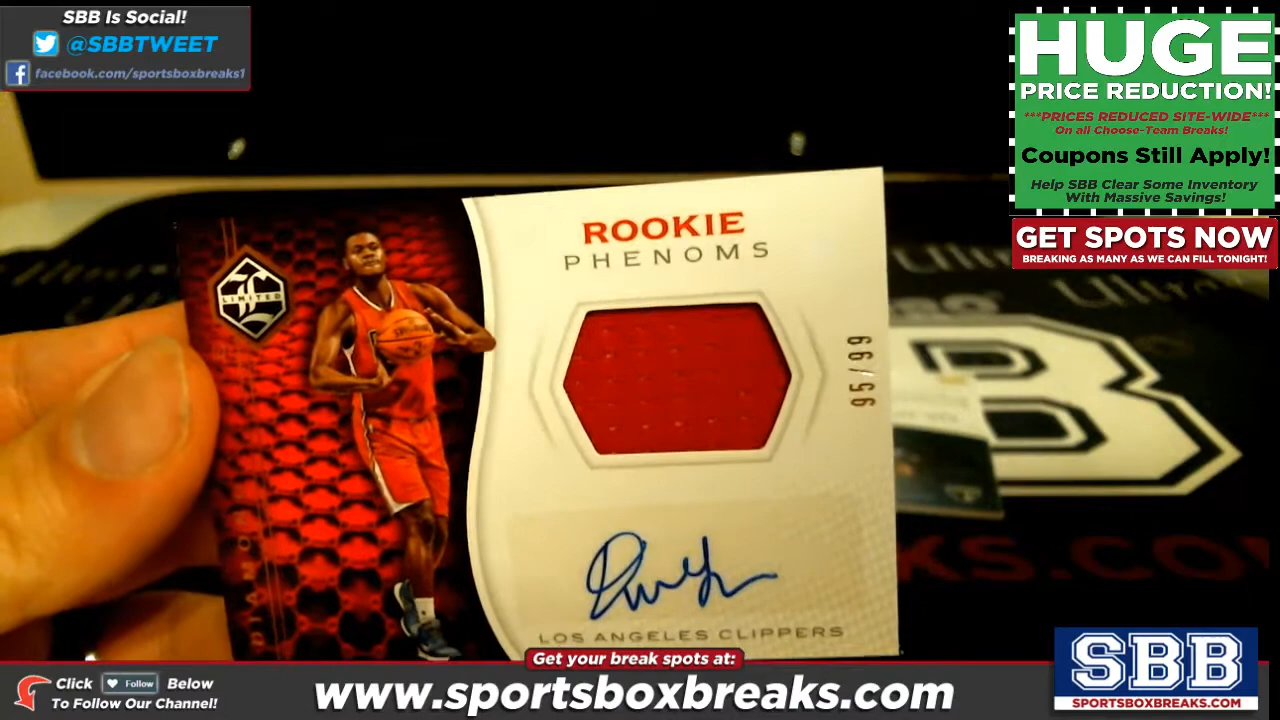 SBB Is Social!
@SBBTWEET
facebook.com/sportsboxbreaks1
HUGE
PRICE REDUCTION!
***PRICES REDUCED SITE-WIDE***
On all Choose-Team Breaks!
Coupons Still Apply!
Help SBB Clear Some Inventory
With Massive Savings!
GET SPOTS NOW
BREAKING AS MANY AS WE CAN FILL TONIGHT!
LIMITED
ROOKIE
PHENOMS
SPALDING
95/99
LOS ANGELES CLIPPERS
B
KS.CO
Get your break spots at:
www.sportsboxbreaks.com
Click Follow Below
To Follow Our Channel!
SBB
SPORTSBOXBREAKS.COM